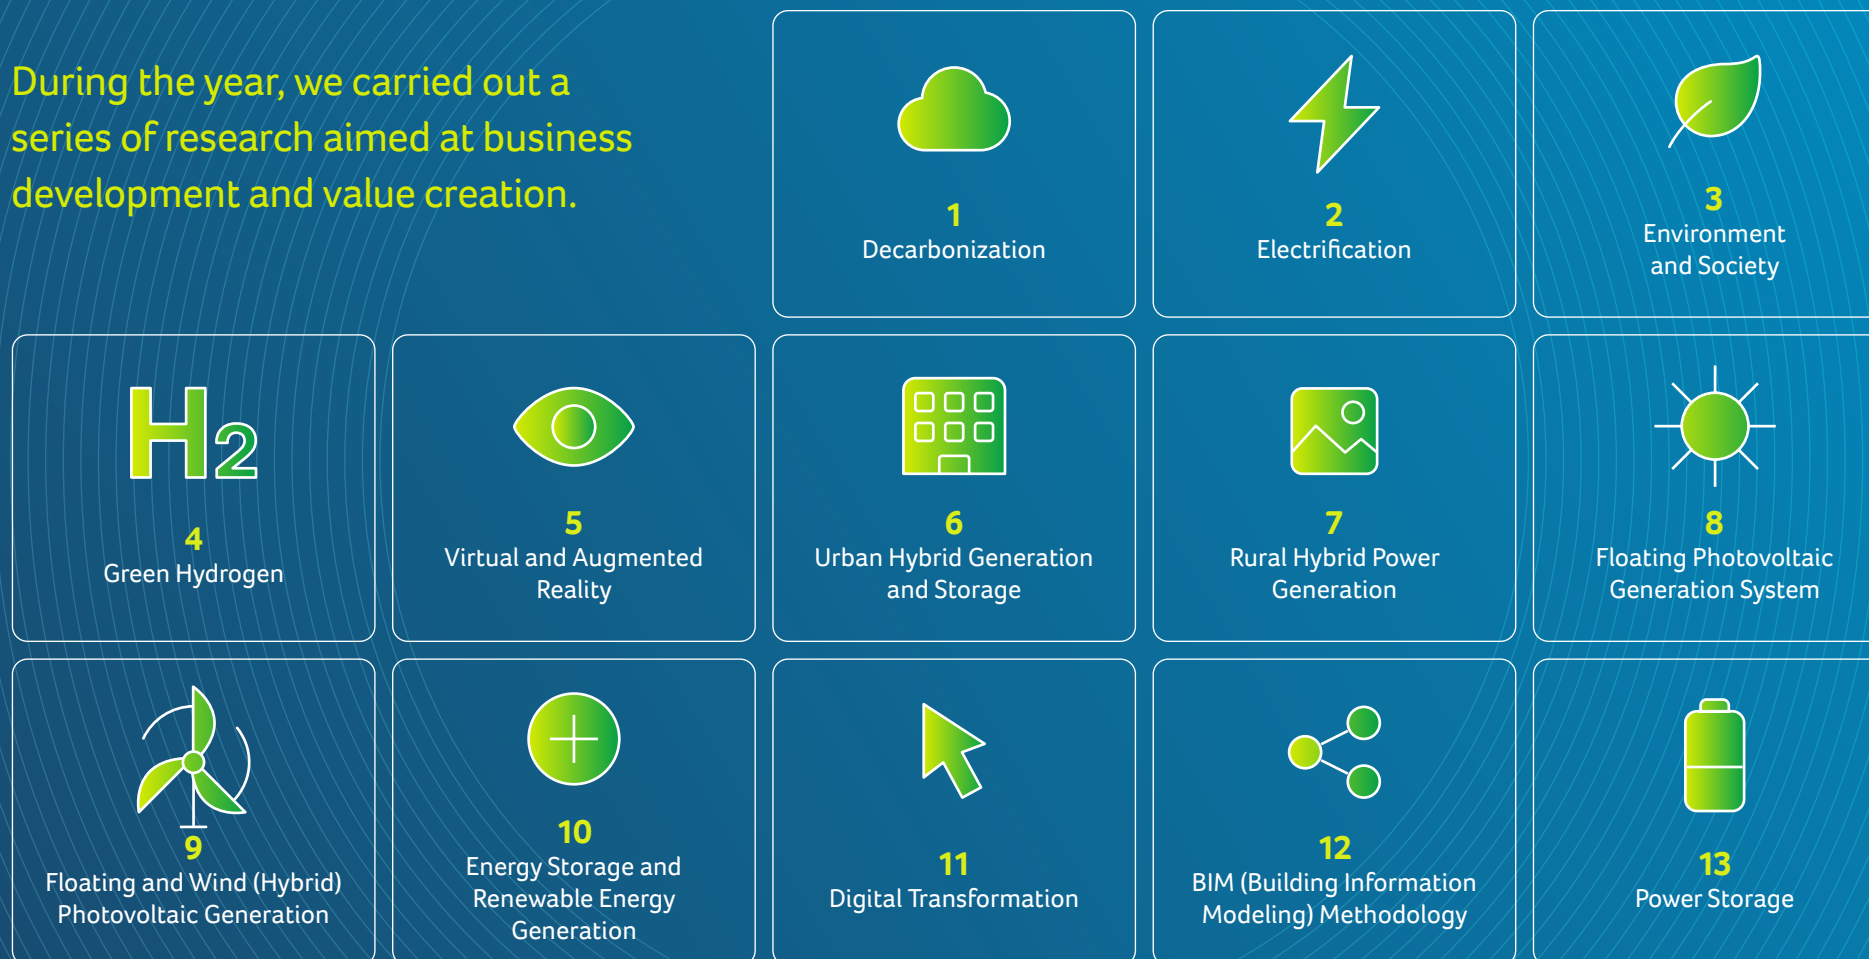 During the year, we carried out a
series of research aimed at business
development and value creation.
1
Decarbonization
2
Electrification
3
Environment
and Society
H2
4
Green Hydrogen
5
Virtual and Augmented
Reality
6
Urban Hybrid Generation
and Storage
7
Rural Hybrid Power
Generation
8
Floating Photovoltaic
Generation System
9
Floating and Wind (Hybrid)
Photovoltaic Generation
10
Energy Storage and
Renewable Energy
Generation
11
Digital Transformation
12
BIM (Building Information
Modeling) Methodology
13
Power Storage